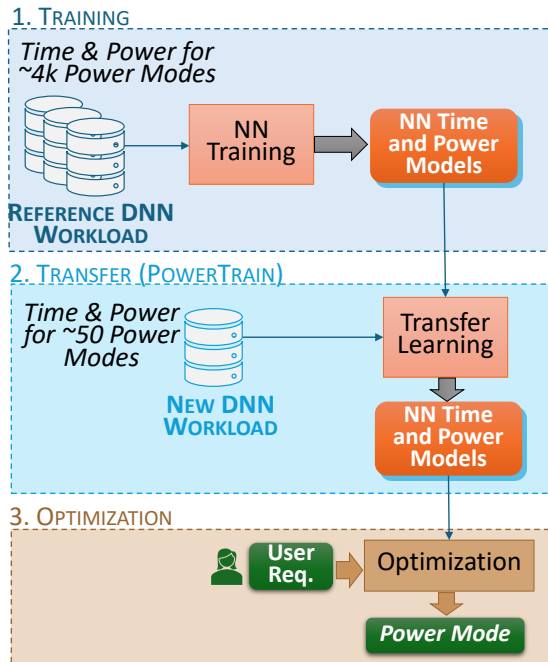 1. Training
Time & Power for
~4k Power Modes
NN
Training
NN Time
and Power
Models
Reference DNN
Workload
2. Transfer (PowerTrain)
Time & Power
for ~50 Power
Modes
Transfer
Learning
New DNN
Workload
NN Time
and Power
Models
3. Optimization
User
Req.
Optimization
Power Mode